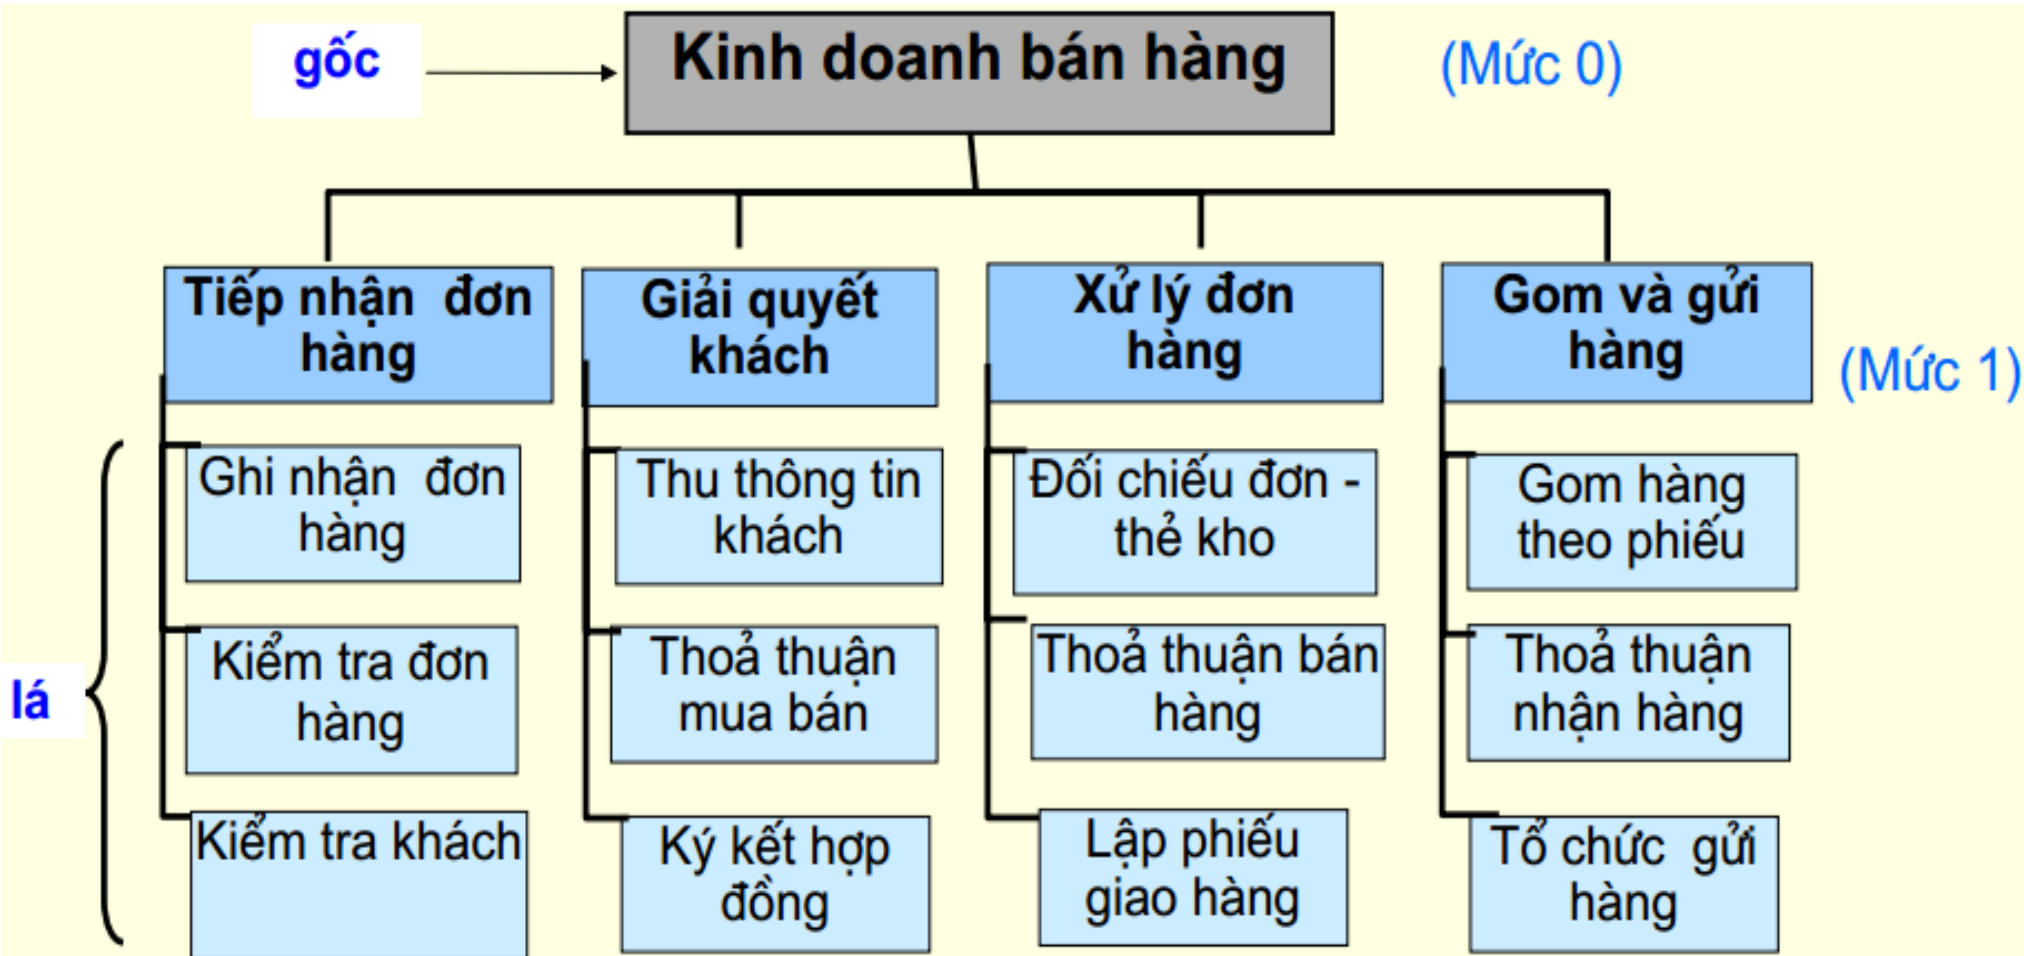 gốc
Kinh doanh bán hàng
(Mức 0)
Tiếp nhận đơn
hàng
Giải quyết
khách
Xử lý đơn
hàng
Gom và gửi
hàng
(Mức 1)
lá
Ghi nhận đơn
hàng
Kiểm tra đơn
hàng
Kiểm tra khách
Thu thông tin
khách
Thoả thuận
mua bán
Ký kết hợp
đồng
Đối chiếu đơn -
thẻ kho
Thoả thuận bán
hàng
Lập phiếu
giao hàng
Gom hàng
theo phiếu
Thoả thuận
nhận hàng
Tổ chức gửi
hàng